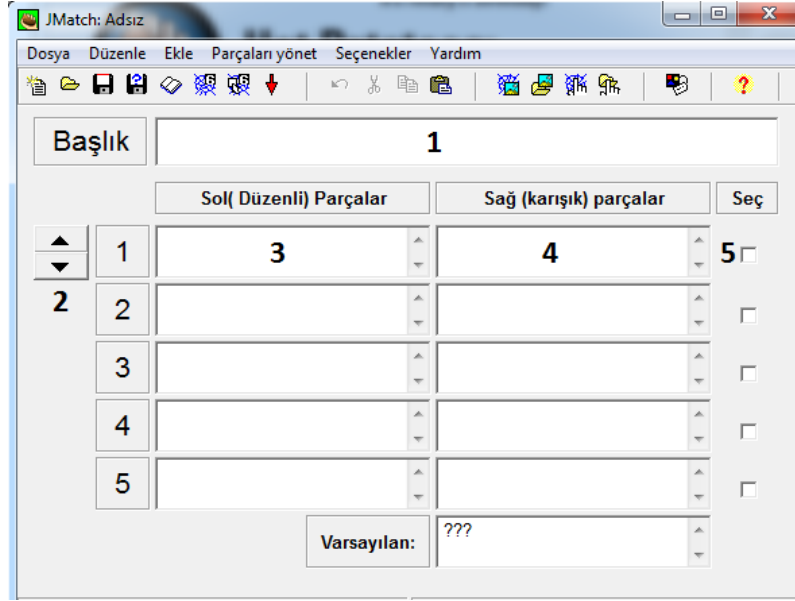 JMatch: Adsız
Dosya Düzenle Ekle Parçaları yönet Seçenekler Yardım
?
Başlık 1
Sol( Düzenli) Parçalar Sağ (karışık) parçalar Seç
1 3 4 5
2 2
3
4
5
Varsayılan: ???